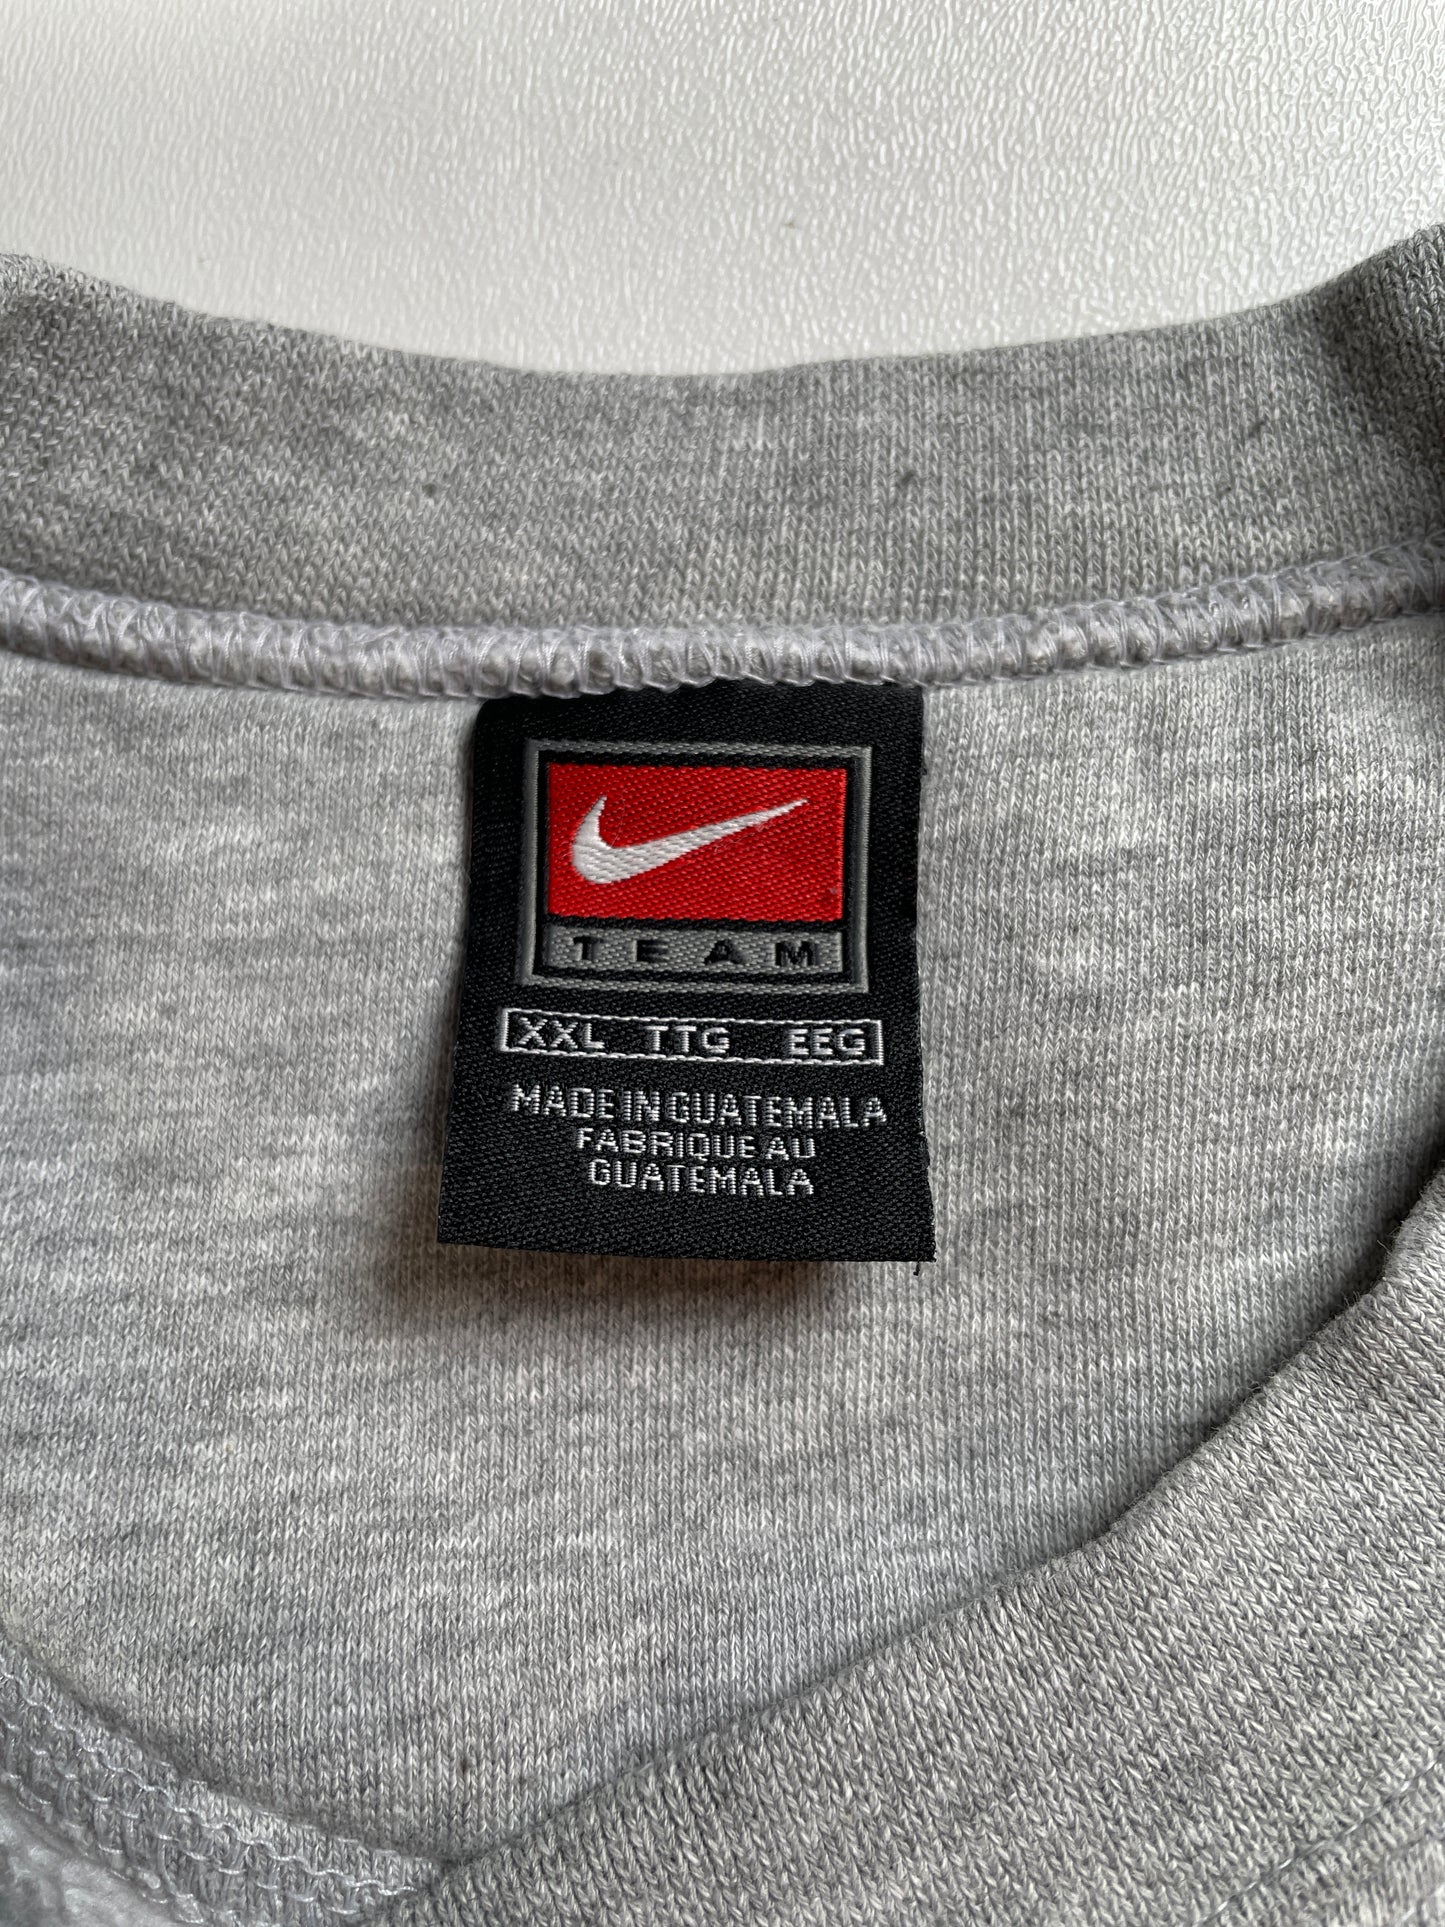 TEAM
XXL TTG EEG
MADE IN GUATEMALA
FABRIQUE AU
GUATEMALA